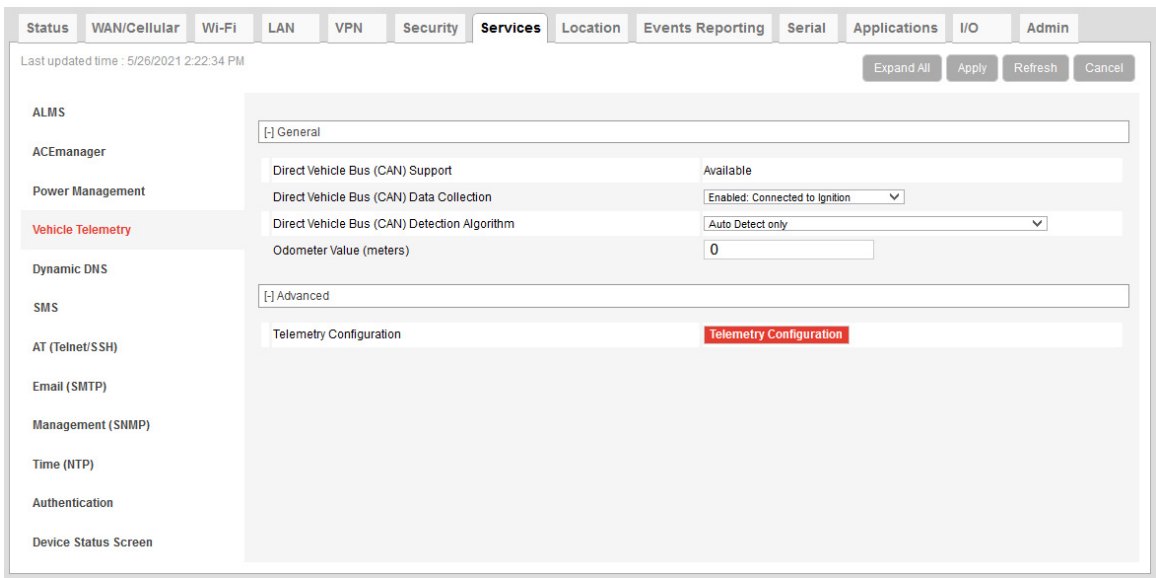 Status WAN/Cellular Wi-Fi LAN VPN Security Services Location Events Reporting Serial Applications I/O Admin
Last updated time : 5/26/2021 2:22:34 PM
Expand All Apply Refresh Cancel
ALMS
ACEmanager
Power Management
Vehicle Telemetry
Dynamic DNS
SMS
AT (Telnet/SSH)
Email (SMTP)
Management (SNMP)
Time (NTP)
Authentication
Device Status Screen
[-] General
Direct Vehicle Bus (CAN) Support Available
Direct Vehicle Bus (CAN) Data Collection Enabled: Connected to Ignition
Direct Vehicle Bus (CAN) Detection Algorithm Auto Detect only
Odometer Value (meters) 0
[-] Advanced
Telemetry Configuration Telemetry Configuration